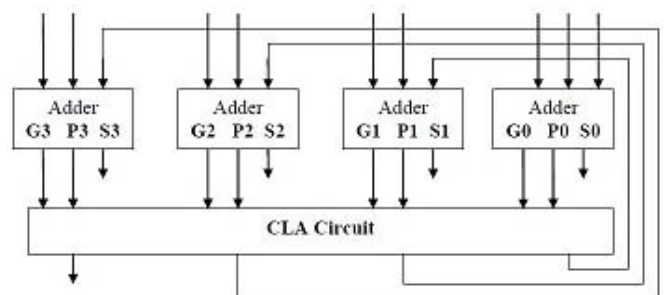 Adder
G3 P3 S3
Adder
G2 P2 S2
Adder
G1 P1 S1
Adder
G0 P0 S0
CLA Circuit